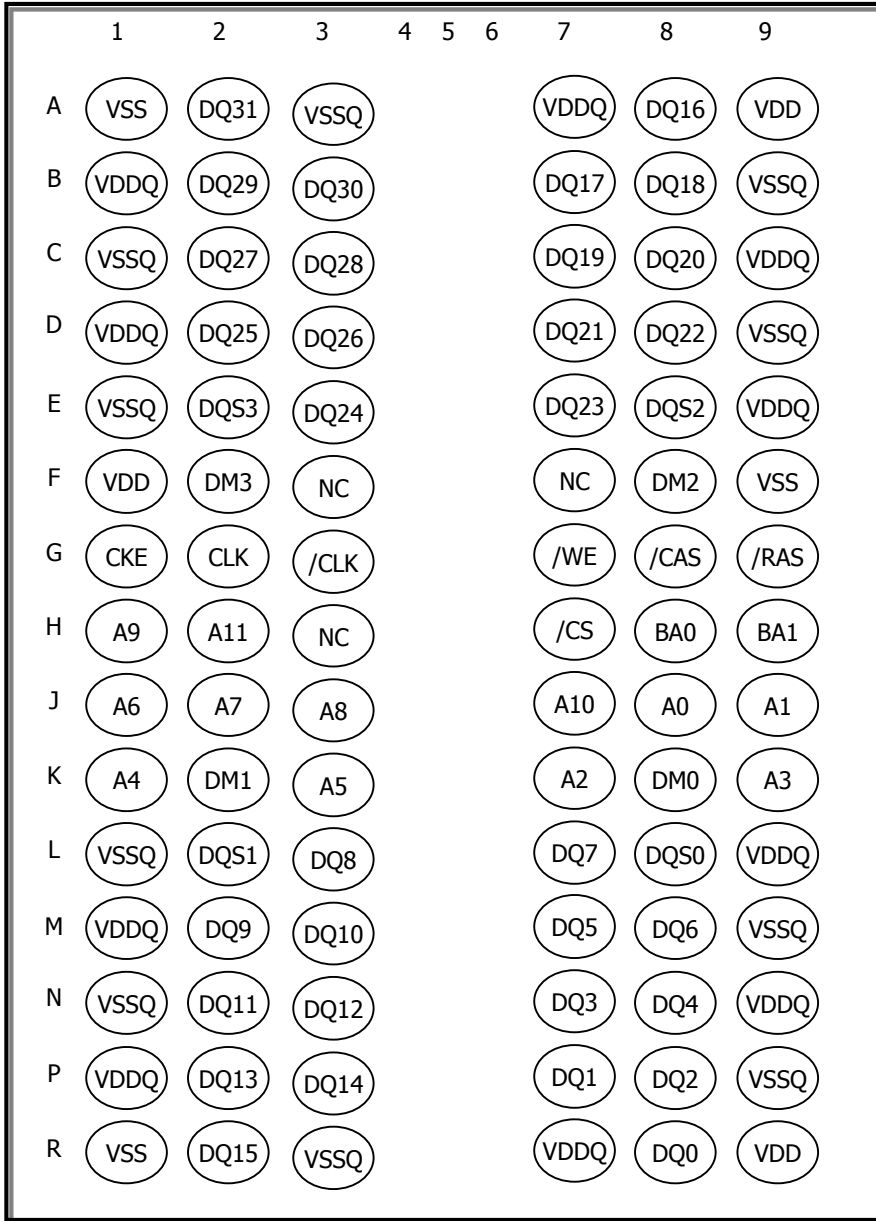 1 2 3 4 5 6 7 8 9
A VSS DQ31 VSSQ VDDQ DQ16 VDD
B VDDQ DQ29 DQ30 DQ17 DQ18 VSSQ
C VSSQ DQ27 DQ28 DQ19 DQ20 VDDQ
D VDDQ DQ25 DQ26 DQ21 DQ22 VSSQ
E VSSQ DQS3 DQ24 DQ23 DQS2 VDDQ
F VDD DM3 NC NC DM2 VSS
G CKE CLK /CLK /WE /CAS /RAS
H A9 A11 NC /CS BA0 BA1
J A6 A7 A8 A10 A0 A1
K A4 DM1 A5 A2 DM0 A3
L VSSQ DQS1 DQ8 DQ7 DQS0 VDDQ
M VDDQ DQ9 DQ10 DQ5 DQ6 VSSQ
N VSSQ DQ11 DQ12 DQ3 DQ4 VDDQ
P VDDQ DQ13 DQ14 DQ1 DQ2 VSSQ
R VSS DQ15 VSSQ VDDQ DQ0 VDD